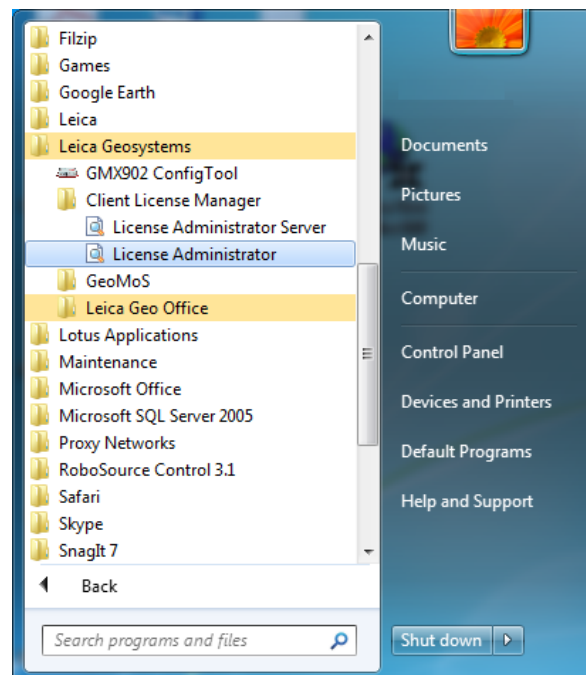 Filzip
Games
Google Earth
Leica
Leica Geosystems
GMX902 ConfigTool
Client License Manager
License Administrator Server
License Administrator
GeoMoS
Leica Geo Office
Lotus Applications
Maintenance
Microsoft Office
Microsoft SQL Server 2005
Proxy Networks
RoboSource Control 3.1
Safari
Skype
SnagIt 7
Back
Search programs and files
Documents
Pictures
Music
Computer
Control Panel
Devices and Printers
Default Programs
Help and Support
Shut down